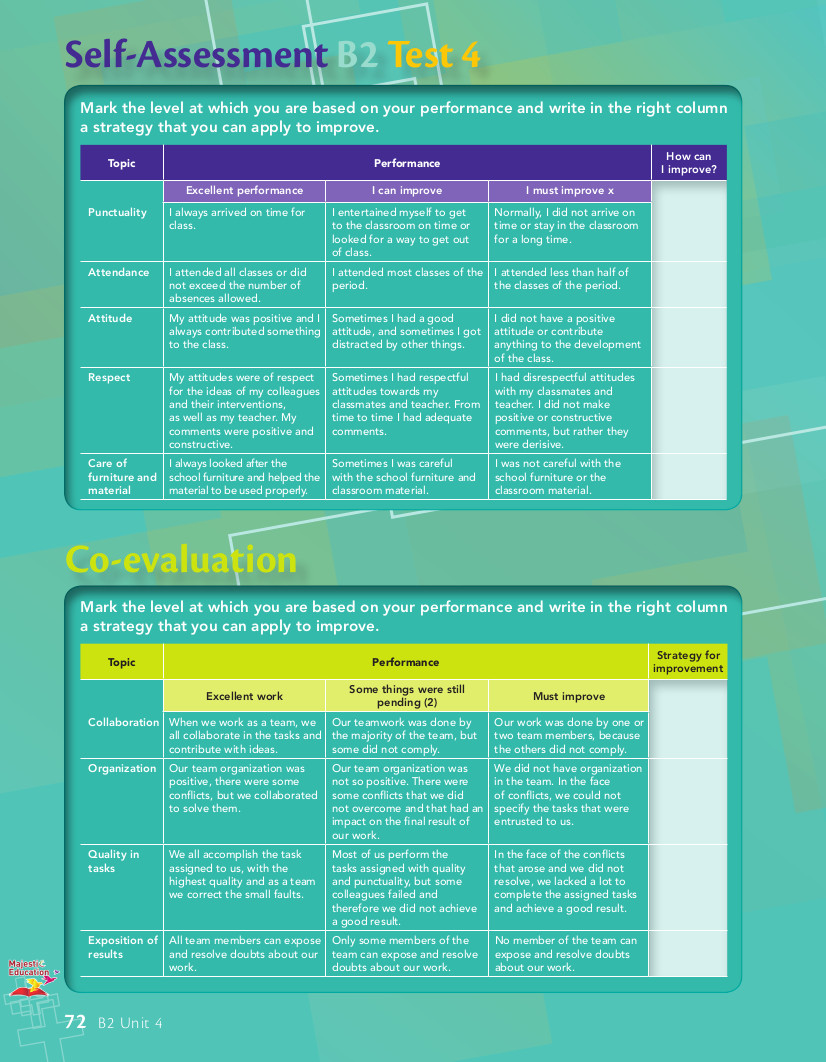 Self-Assessment B2 Test 4
Mark the level at which you are based on your performance and write in the right column
a strategy that you can apply to improve.
Topic
Performance
How can
I improve?
Excellent performance
I can improve
I must improve x
Punctuality
I always arrived on time for
class.
I entertained myself to get
to the classroom on time or
looked for a way to get out
of class.
Normally, I did not arrive on
time or stay in the classroom
for a long time.
Attendance
I attended all classes or did
not exceed the number of
absences allowed.
I attended most classes of the
period.
I attended less than half of
the classes of the period.
Attitude
My attitude was positive and I
always contributed something
to the class.
Sometimes I had a good
attitude, and sometimes I got
distracted by other things.
I did not have a positive
attitude or contribute
anything to the development
of the class.
Respect
My attitudes were of respect
for the ideas of my colleagues
and their interventions,
as well as my teacher. My
comments were positive and
constructive.
Sometimes I had respectful
attitudes towards my
classmates and teacher. From
time to time I had adequate
comments.
I had disrespectful attitudes
with my classmates and
teacher. I did not make
positive or constructive
comments, but rather they
were derisive.
Care of
furniture and
material
I always looked after the
school furniture and helped the
material to be used properly.
Sometimes I was careful
with the school furniture and
classroom material.
I was not careful with the
school furniture or the
classroom material.
Co-evaluation
Mark the level at which you are based on your performance and write in the right column
a strategy that you can apply to improve.
Topic
Performance
Strategy for
improvement
Excellent work
Some things were still
pending (2)
Must improve
Collaboration
When we work as a team, we
all collaborate in the tasks and
contribute with ideas.
Our teamwork was done by
the majority of the team, but
some did not comply.
Our work was done by one or
two team members, because
the others did not comply.
Organization
Our team organization was
positive, there were some
conflicts, but we collaborated
to solve them.
Our team organization was
not so positive. There were
some conflicts that we did
not overcome and that had an
impact on the final result of
our work.
We did not have organization
in the team. In the face
of conflicts, we could not
specify the tasks that were
entrusted to us.
Quality in
tasks
We all accomplish the task
assigned to us, with the
highest quality and as a team
we correct the small faults.
Most of us perform the
tasks assigned with quality
and punctuality, but some
colleagues failed and
therefore we did not achieve
a good result.
In the face of the conflicts
that arose and we did not
resolve, we lacked a lot to
complete the assigned tasks
and achieve a good result.
Exposition of
results
All team members can expose
and resolve doubts about our
work.
Only some members of the
team can expose and resolve
doubts about our work.
No member of the team can
expose and resolve doubts
about our work.
Majestic
Education
72 B2 Unit 4